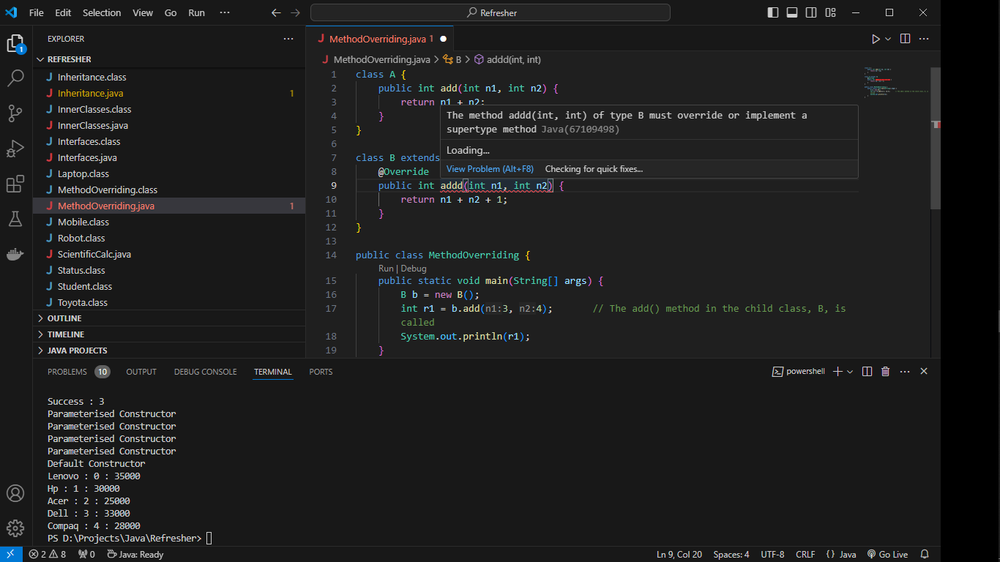 File Edit Selection View Go Run ··· Refresher
EXPLORER ···
REFRESHER
Inheritance.class
Inheritance.java 1
InnerClasses.class
InnerClasses.java
Interfaces.class
Interfaces.java
Laptop.class
MethodOverriding.class
MethodOverriding.java 1
Mobile.class
Robot.class
ScientificCalc.java
Status.class
Student.class
Toyota.class
OUTLINE
TIMELINE
JAVA PROJECTS
MethodOverriding.java 1
MethodOverriding.java > B > addd(int, int)
1 class A {
2 public int add(int n1, int n2) {
3 return n1 + n2;
4 }
5 }
6
7 class B extends
8 @Override
9 public int addd(int n1, int n2) {
10 return n1 + n2 + 1;
11 }
12 }
13
14 public class MethodOverriding {
Run | Debug
15 public static void main(String[] args) {
16 B b = new B();
17 int r1 = b.add(n1:3, n2:4); // The add() method in the child class, B, is
called
18 System.out.println(r1);
19 }
The method addd(int, int) of type B must override or implement a
supertype method Java(67109498)
Loading...
View Problem (Alt+F8) Checking for quick fixes...
PROBLEMS 10 OUTPUT DEBUG CONSOLE TERMINAL PORTS powershell
Success : 3
Parameterised Constructor
Parameterised Constructor
Parameterised Constructor
Parameterised Constructor
Default Constructor
Lenovo : 0 : 35000
Hp : 1 : 30000
Acer : 2 : 25000
Dell : 3 : 33000
Compaq : 4 : 28000
PS D:\Projects\Java\Refresher>
2 8 0 Java: Ready Ln 9, Col 20 Spaces: 4 UTF-8 CRLF {} Java Go Live
1